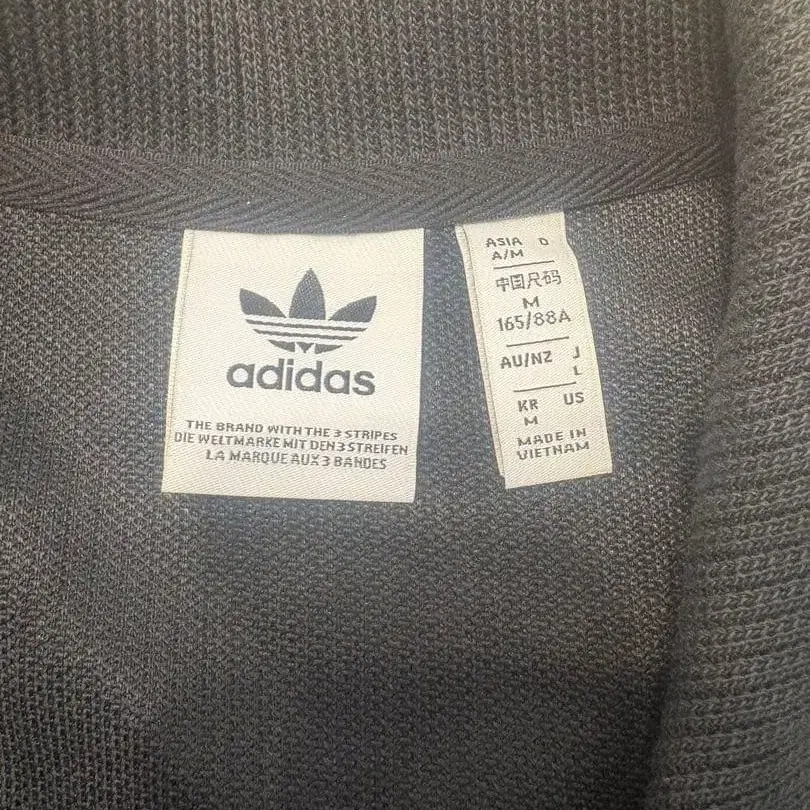 adidas
THE BRAND WITH THE 3 STRIPES
DIE WELTMARKE MIT DEN 3 STREIFEN
LA MARQUE AUX 3 BANDES
ASIA D
A/M
中国尺码
M
165/88A
AU/NZ J
L
KR US
M
MADE IN
VIETNAM